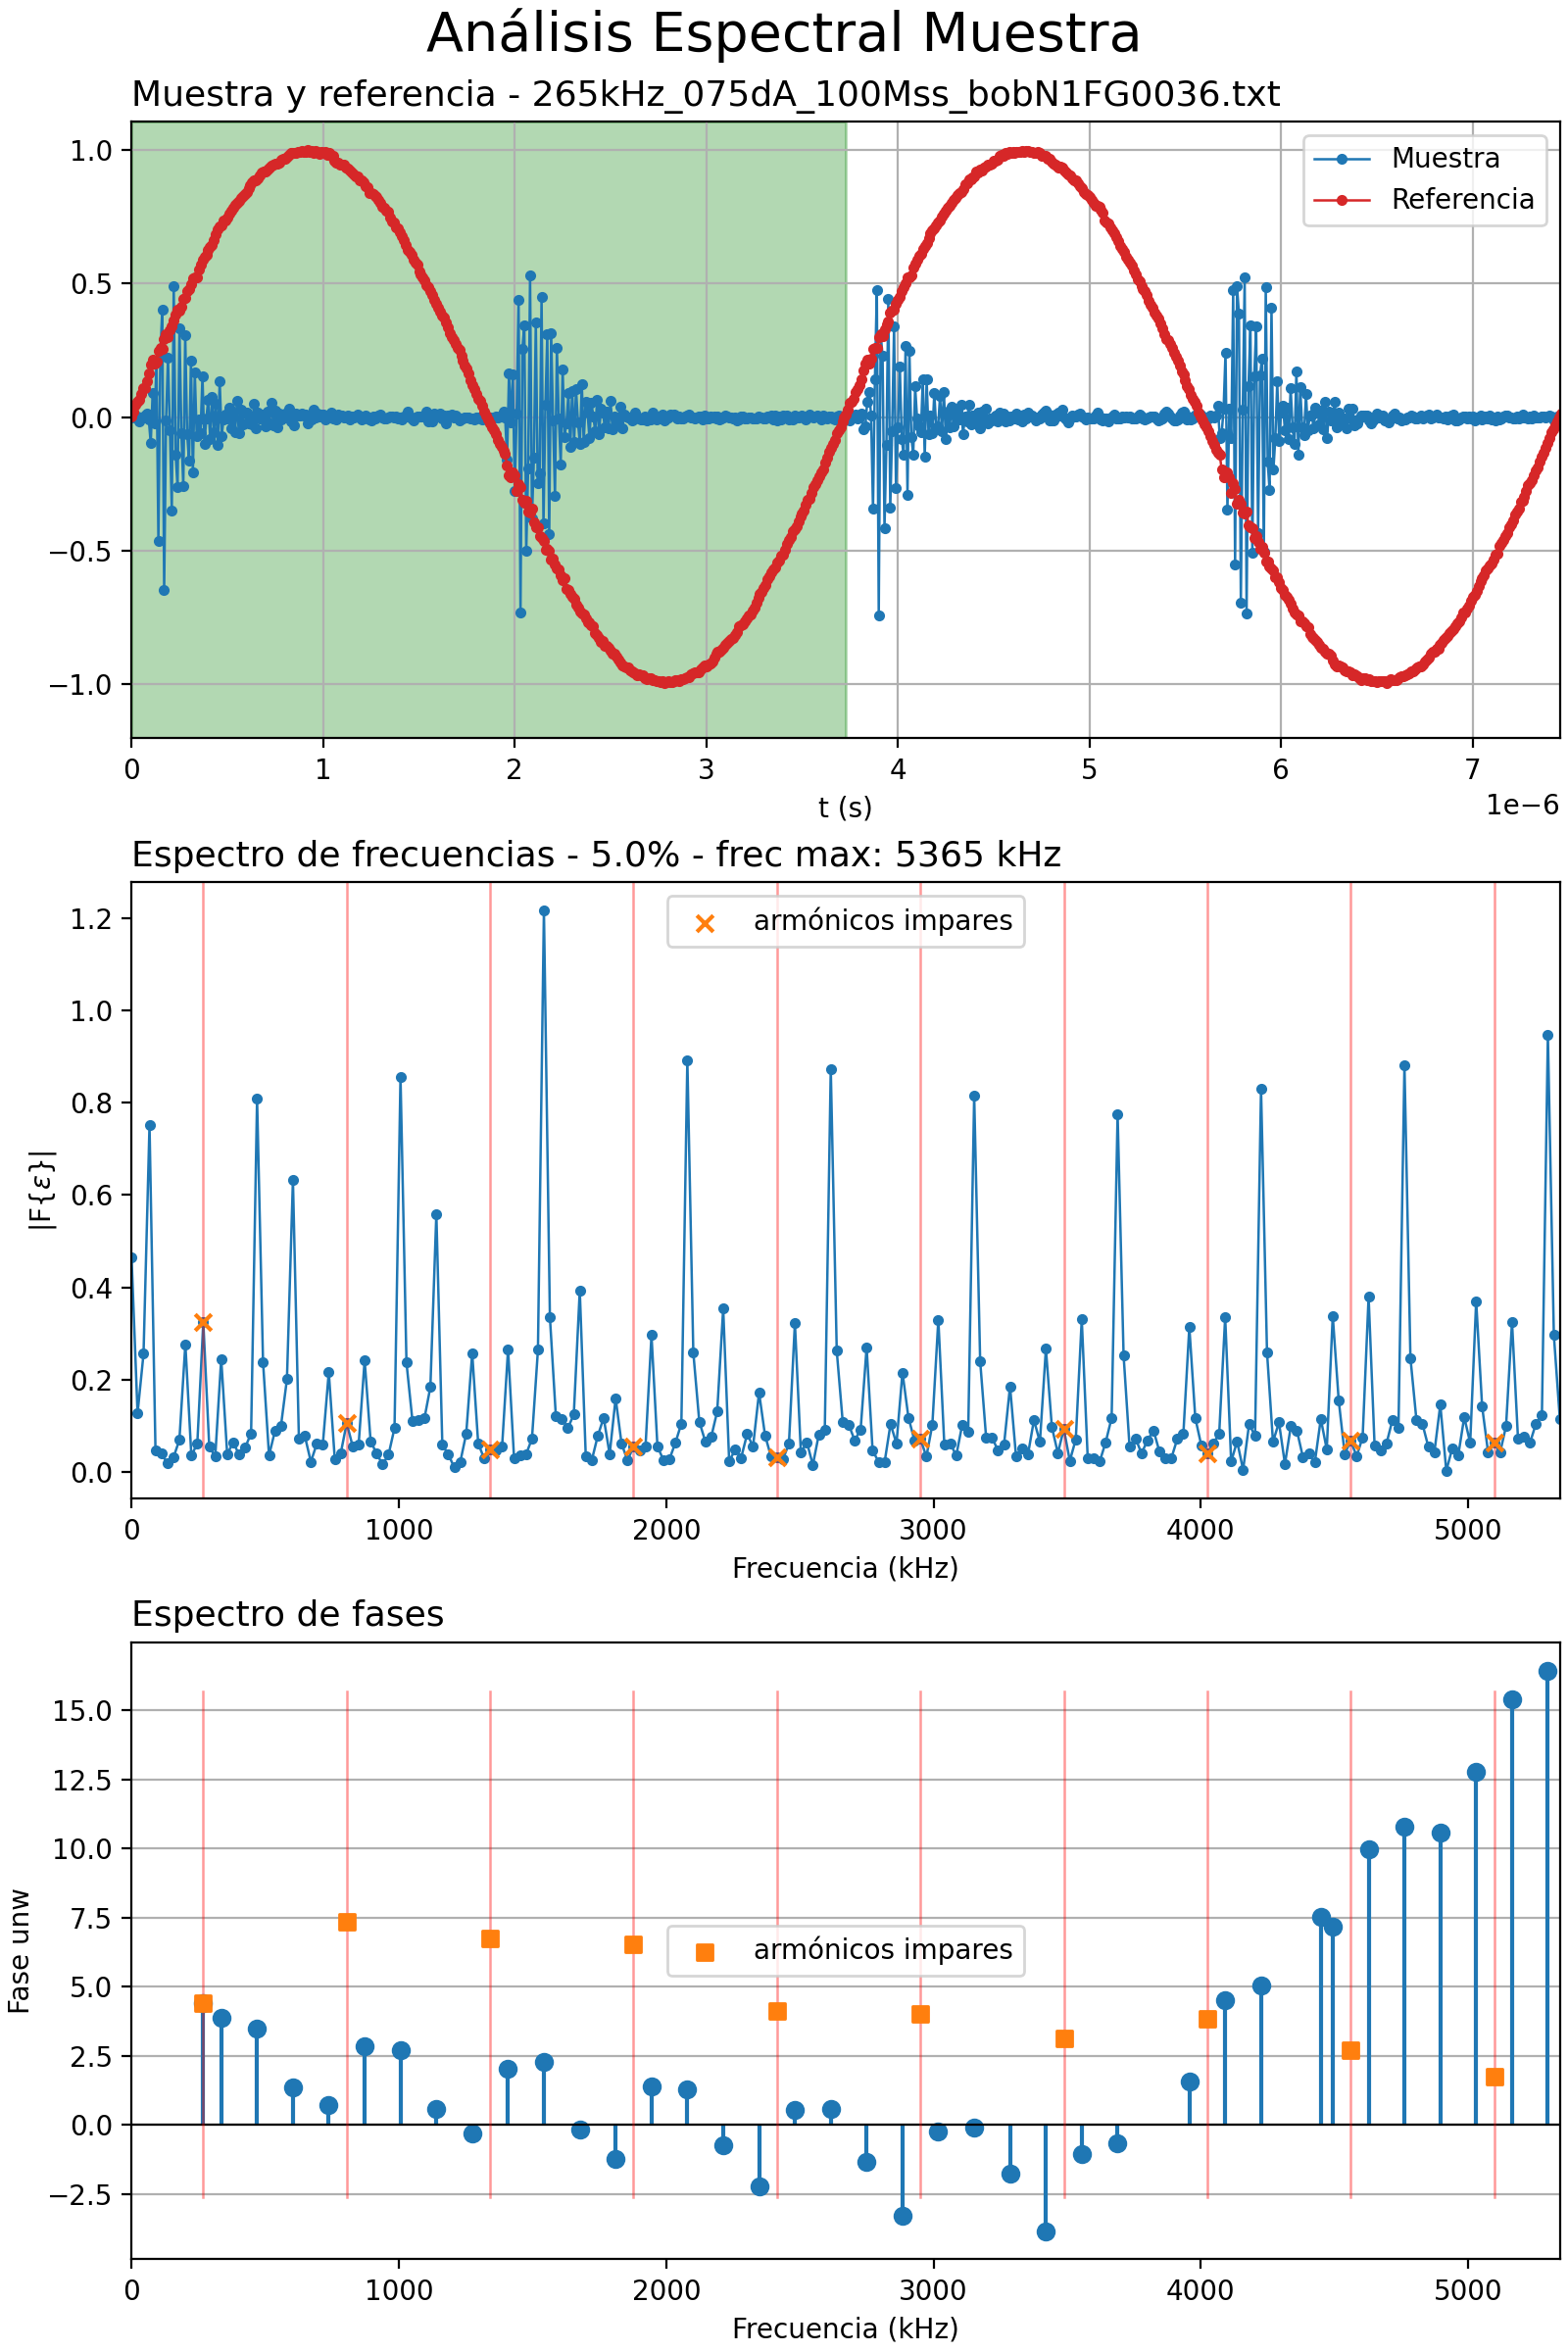 Análisis Espectral Muestra
Muestra y referencia - 265kHz_075dA_100Mss_bobN1FG0036.txt
1.0
0.5
0.0
−0.5
−1.0
Muestra
Referencia
0 1 2 3 4 5 6 7
t (s)
1e−6
Espectro de frecuencias - 5.0% - frec max: 5365 kHz
|F{ε}|
1.2
1.0
0.8
0.6
0.4
0.2
0.0
armónicos impares
0 1000 2000 3000 4000 5000
Frecuencia (kHz)
Espectro de fases
Fase unw
15.0
12.5
10.0
7.5
5.0
2.5
0.0
−2.5
armónicos impares
0 1000 2000 3000 4000 5000
Frecuencia (kHz)